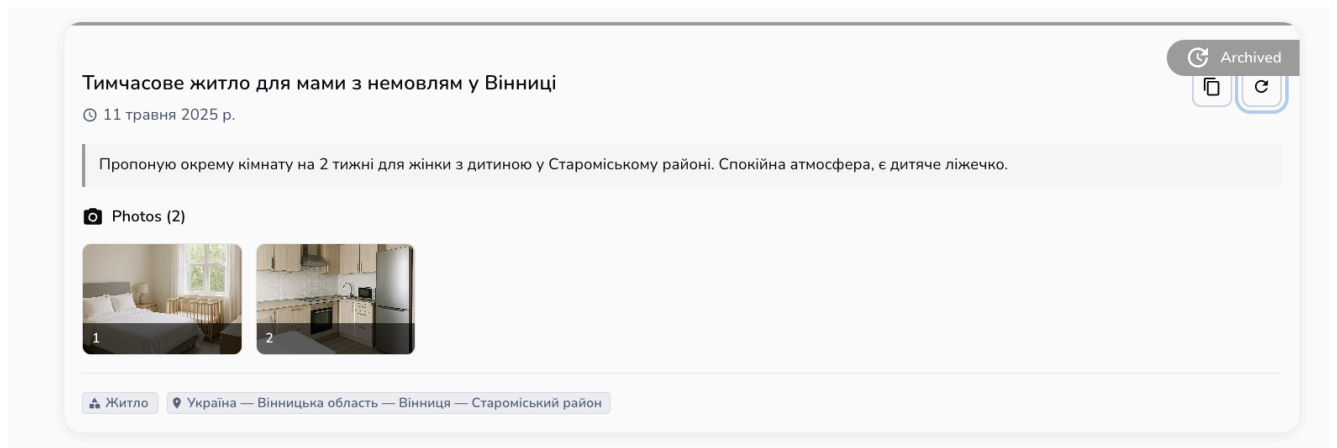 Archived
Тимчасове житло для мами з немовлям у Вінниці
11 травня 2025 р.
Пропоную окрему кімнату на 2 тижні для жінки з дитиною у Староміському районі. Спокійна атмосфера, є дитяче ліжечко.
Photos (2)
1 2
Житло Україна — Вінницька область — Вінниця — Староміський район